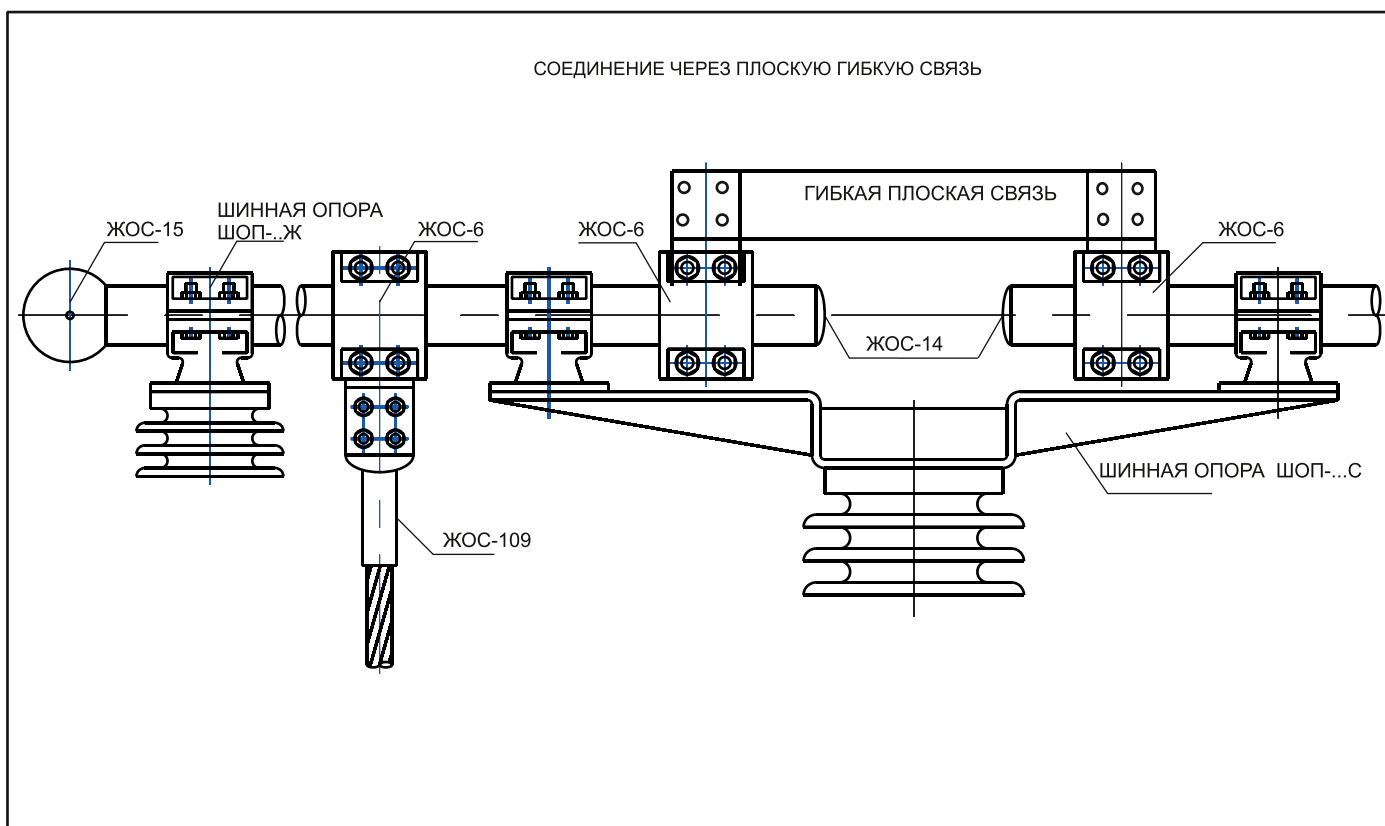 СОЕДИНЕНИЕ ЧЕРЕЗ ПЛОСКУЮ ГИБКУЮ СВЯЗЬ
ГИБКАЯ ПЛОСКАЯ СВЯЗЬ
ЖОС-15
ШИННАЯ ОПОРА
ШОП-..Ж
ЖОС-6
ЖОС-6
ЖОС-6
ЖОС-14
ШИННАЯ ОПОРА ШОП-...С
ЖОС-109